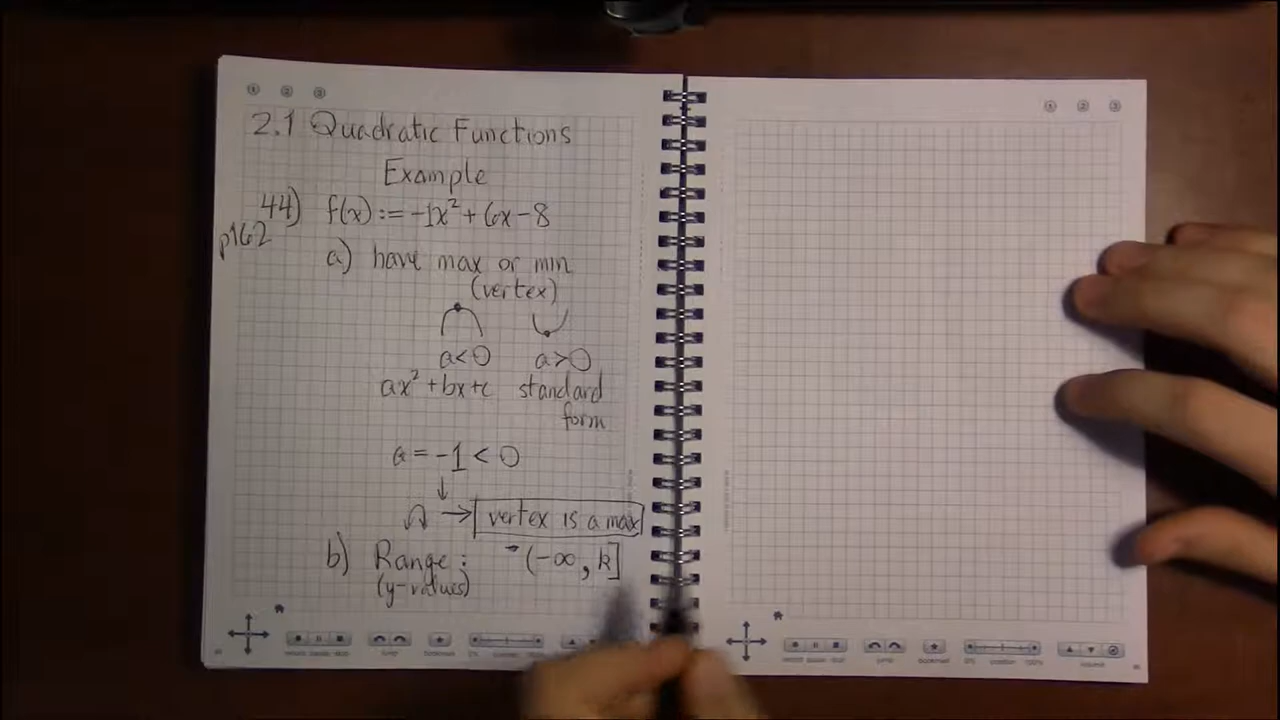 2.1 Quadratic Functions
Example
44) f(x) := -1x² + 6x - 8
p162
a) have max or min
(vertex)
a<0 a>0
ax² + bx + c standard
form
a = -1 < 0
↓
→ vertex is a max
b) Range: (-∞, k]
(y-values)